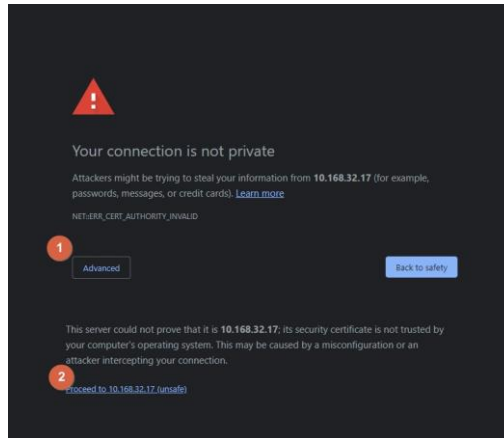 !
Your connection is not private
Attackers might be trying to steal your information from 10.168.32.17 (for example,
passwords, messages, or credit cards). Learn more
NET::ERR_CERT_AUTHORITY_INVALID
1
Advanced
Back to safety
This server could not prove that it is 10.168.32.17; its security certificate is not trusted by
your computer's operating system. This may be caused by a misconfiguration or an
attacker intercepting your connection.
2
Proceed to 10.168.32.17 (unsafe)